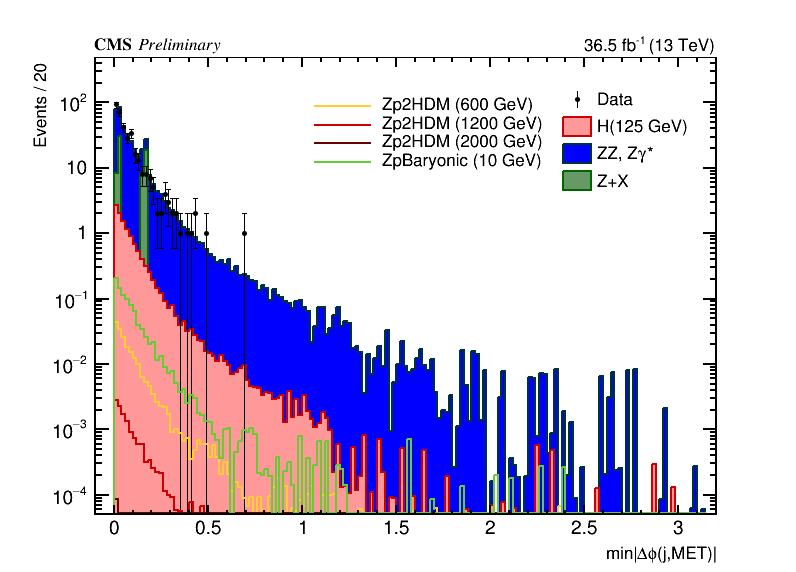 CMS Preliminary 36.5 fb⁻¹ (13 TeV)
Events / 20
Zp2HDM (600 GeV)
Zp2HDM (1200 GeV)
Zp2HDM (2000 GeV)
ZpBaryonic (10 GeV)
Data
H(125 GeV)
ZZ, Zγ*
Z+X
10²
10
1
10⁻¹
10⁻²
10⁻³
10⁻⁴
0 0.5 1 1.5 2 2.5 3
min|Δϕ(j,MET)|